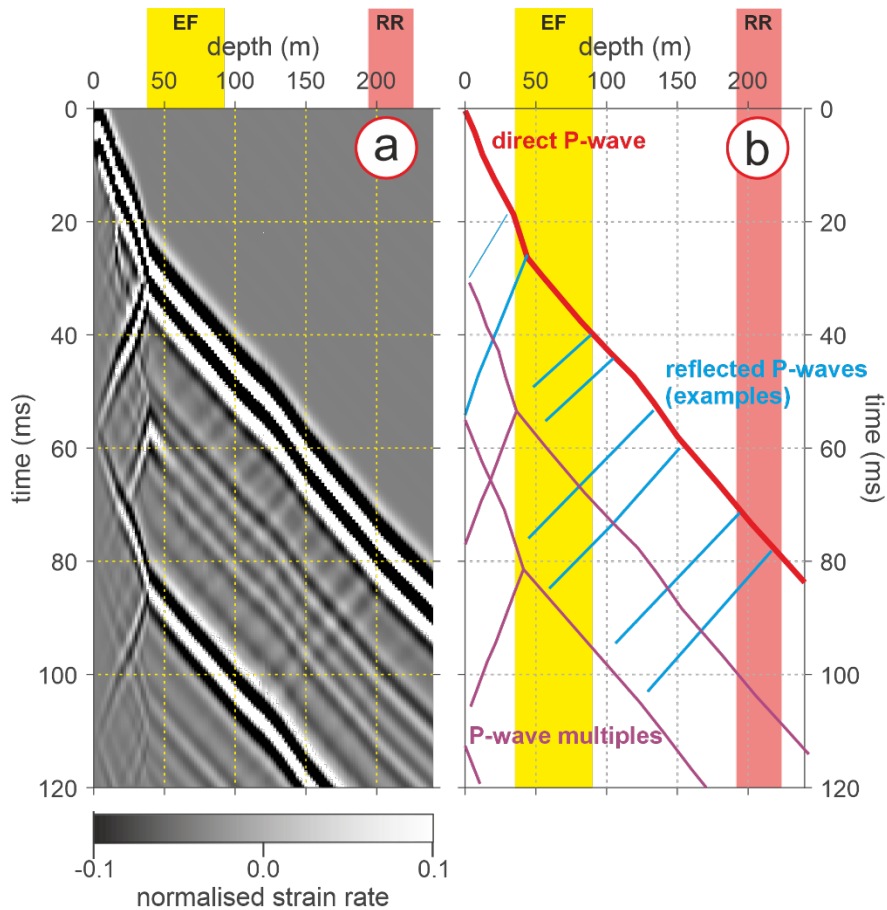 EF RR EF RR
depth (m) depth (m)
0 50 100 150 200 0 50 100 150 200
0 0
a b
direct P-wave
20 20
40 40
reflected P-waves
(examples)
time (ms) time (ms)
60 60
80 80
100 100
P-wave multiples
120 120
-0.1 0.0 0.1
normalised strain rate